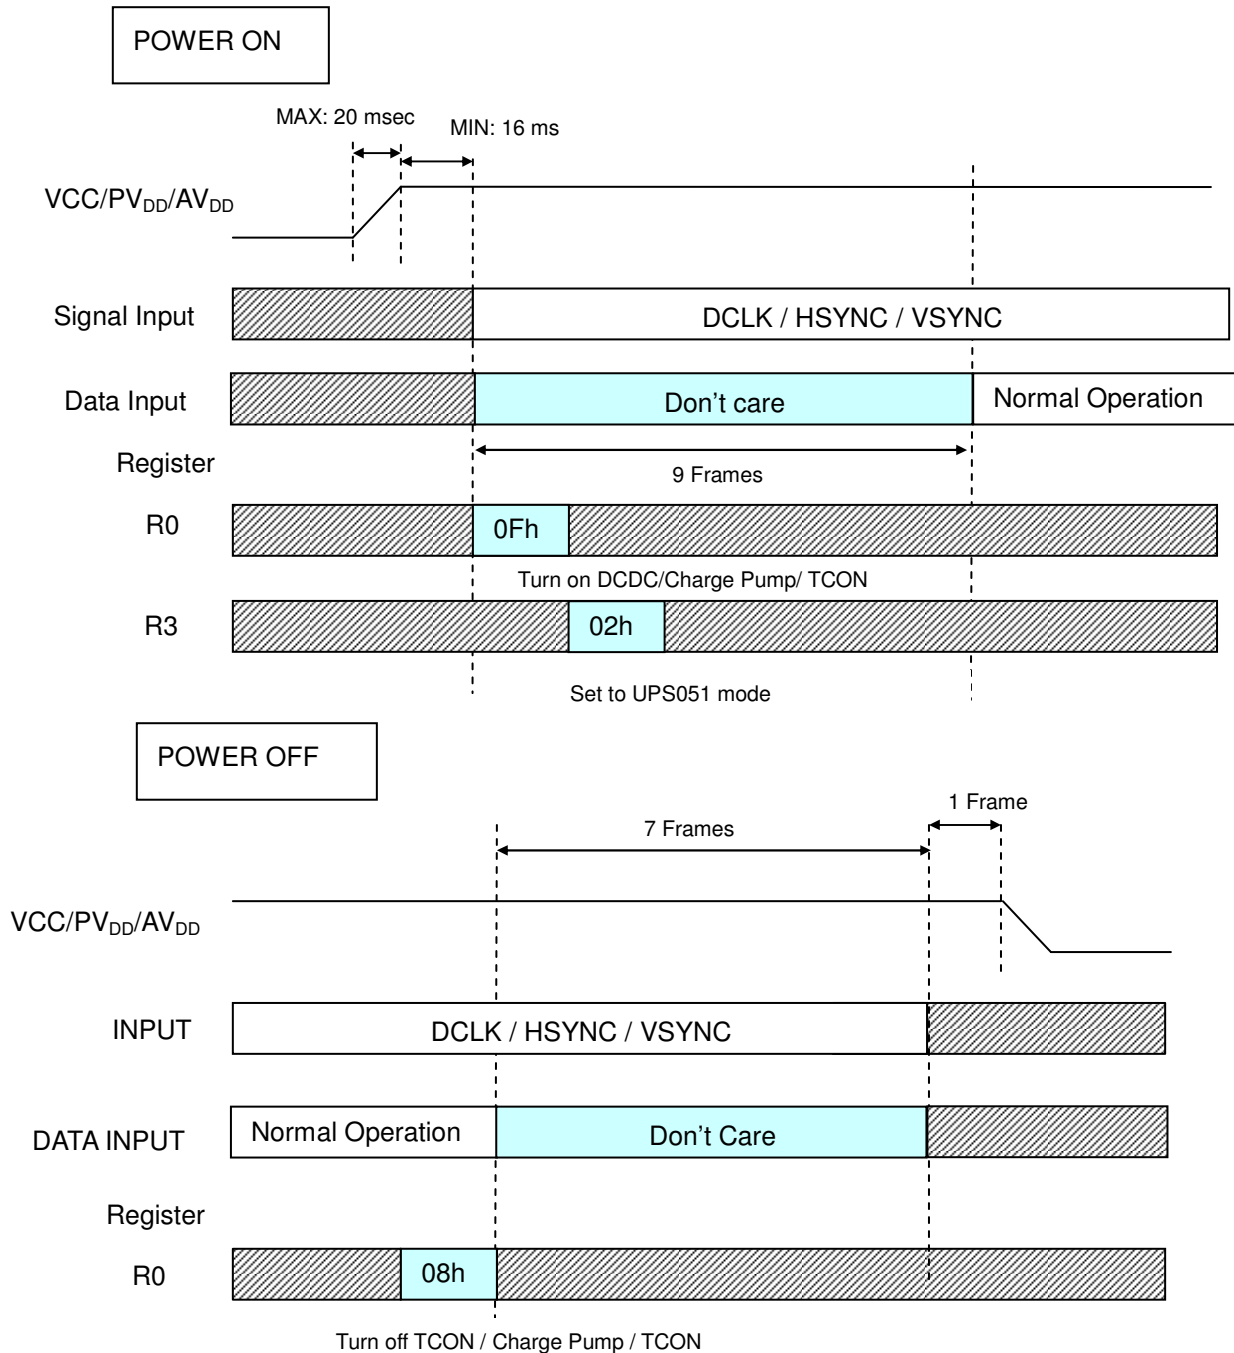 POWER ON
MAX: 20 msec
MIN: 16 ms
VCC/PVDD/AVDD
Signal Input
DCLK / HSYNC / VSYNC
Data Input
Don't care
Normal Operation
Register
9 Frames
R0
0Fh
Turn on DCDC/Charge Pump/ TCON
R3
02h
Set to UPS051 mode
POWER OFF
1 Frame
7 Frames
VCC/PVDD/AVDD
INPUT
DCLK / HSYNC / VSYNC
DATA INPUT
Normal Operation
Don't Care
Register
R0
08h
Turn off TCON / Charge Pump / TCON